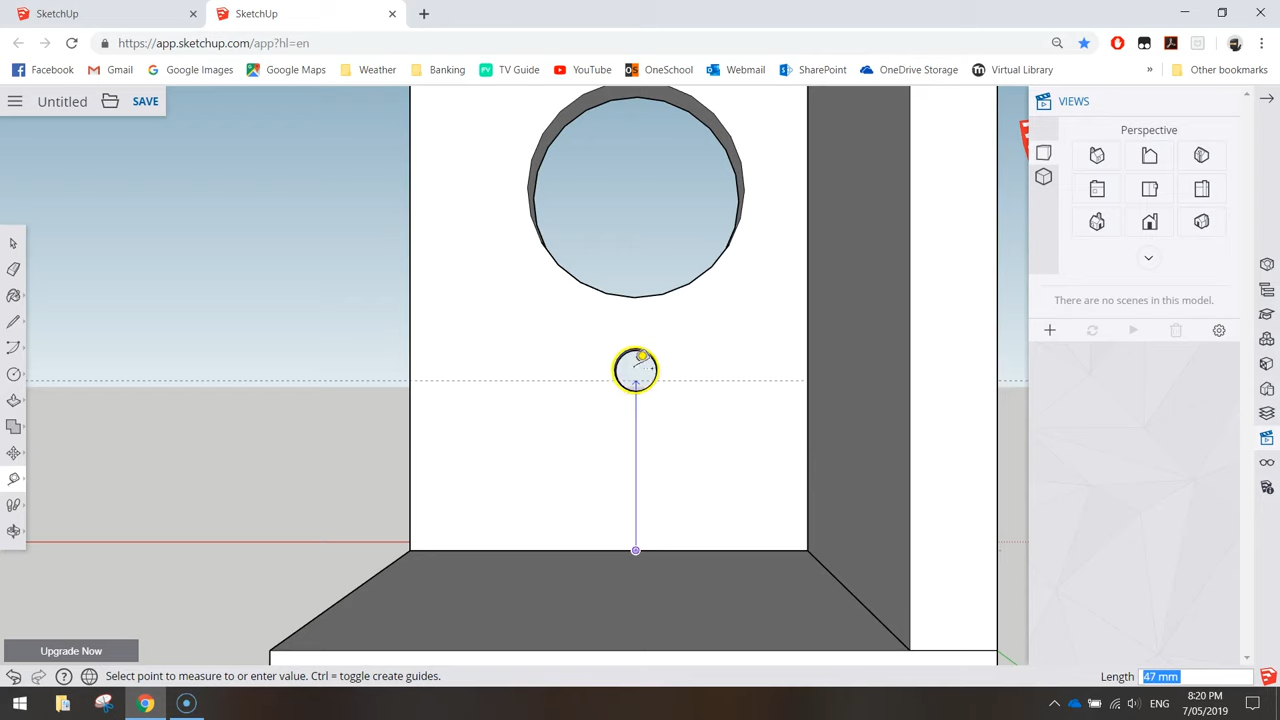 SketchUp
SketchUp
https://app.sketchup.com/app?hl=en
Facebook Gmail Google Images Google Maps Weather Banking TV Guide YouTube OneSchool Webmail SharePoint OneDrive Storage Virtual Library » Other bookmarks
Untitled SAVE
VIEWS
Perspective
There are no scenes in this model.
Upgrade Now
Select point to measure to or enter value. Ctrl = toggle create guides.
Length 47 mm
ENG
8:20 PM
7/05/2019